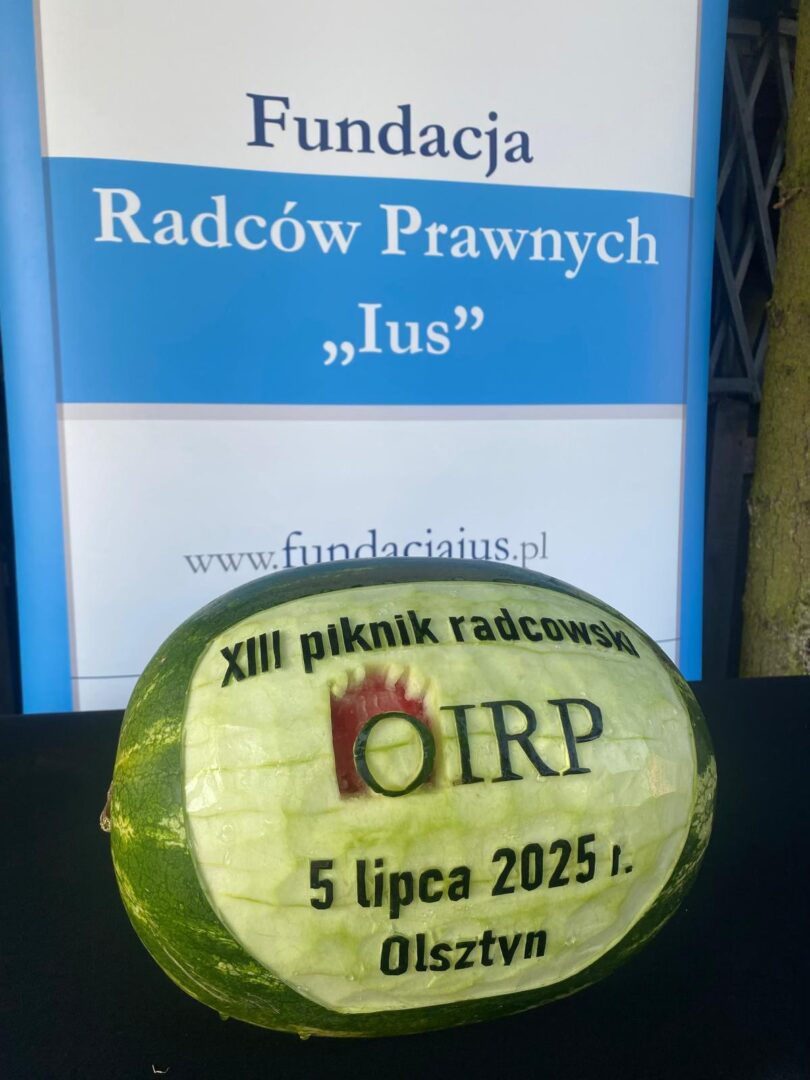 Fundacja
Radców Prawnych
„Ius”
www.fundacjaius.pl
XIII piknik radcowski
OIRP
5 lipca 2025 r.
Olsztyn